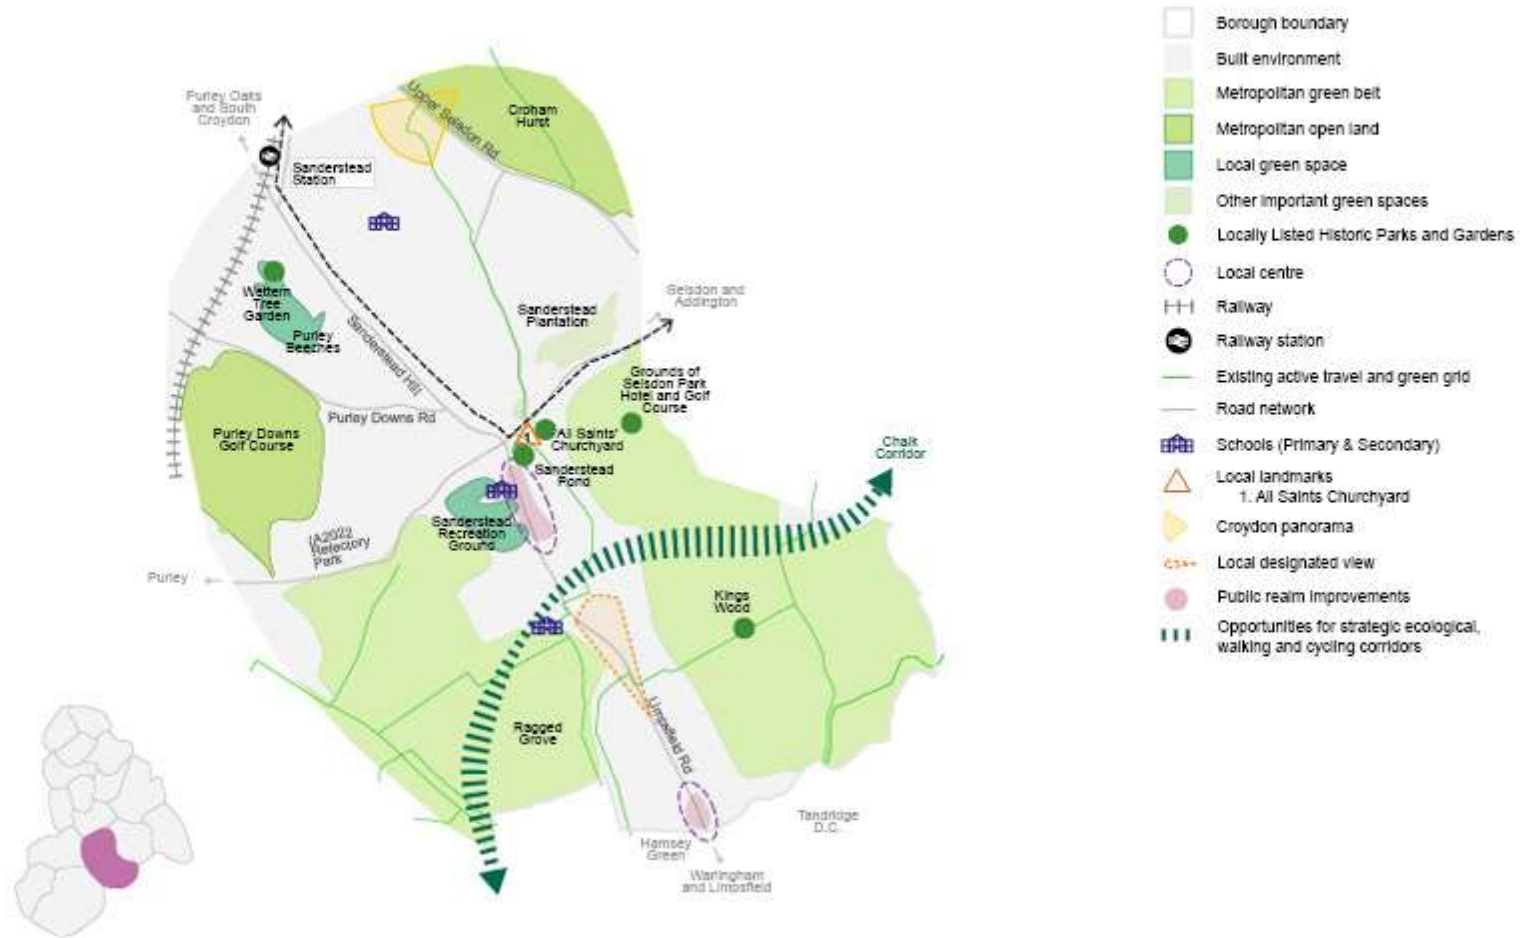 Purley Oaks
and South
Croydon
Sanderstead
Station
Upper Selsdon Rd
Croham
Hurst
Wettern
Tree
Garden
Purley
Beeches
Sanderstead Hill
Sanderstead
Plantation
Selsdon and
Addington
Grounds of
Selsdon Park
Hotel and Golf
Course
Purley Downs Rd
Purley Downs
Golf Course
1
All Saints'
Churchyard
Sanderstead
Pond
Sanderstead
Recreation
Ground
(A2022
Rectory
Park
Purley
Chalk
Corridor
Kings
Wood
Ragged
Grove
Limpsfield Rd
Tandridge
D.C.
Hamsey
Green
Warlingham
and Limpsfield
Borough boundary
Built environment
Metropolitan green belt
Metropolitan open land
Local green space
Other important green spaces
Locally Listed Historic Parks and Gardens
Local centre
Railway
Railway station
Existing active travel and green grid
Road network
Schools (Primary & Secondary)
Local landmarks
1. All Saints Churchyard
Croydon panorama
Local designated view
Public realm improvements
Opportunities for strategic ecological,
walking and cycling corridors